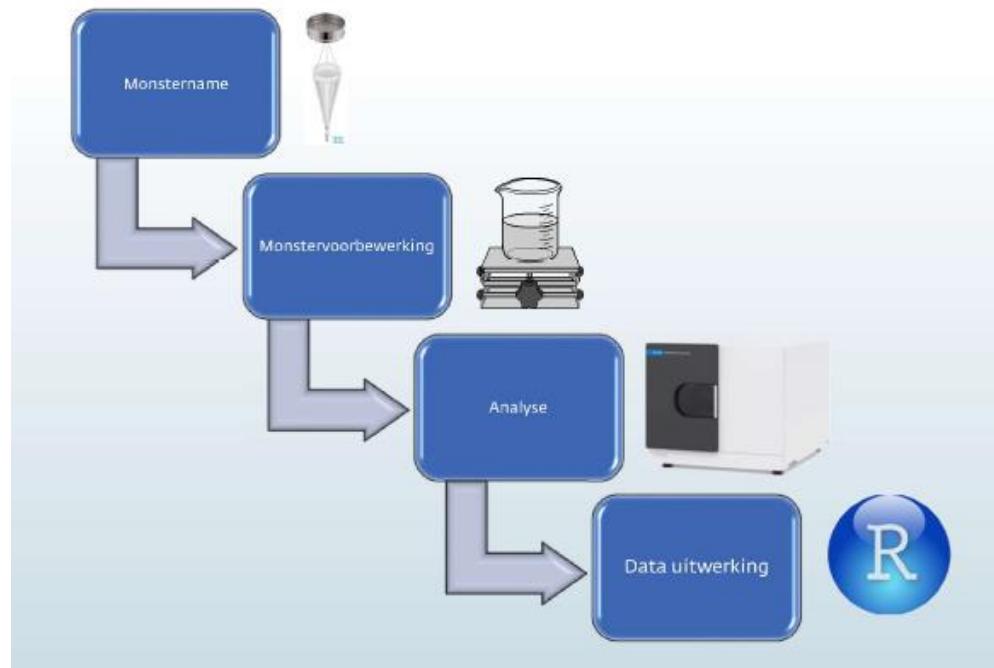 Monstername
Monstervoorbewerking
Analyse
Data uitwerking
R